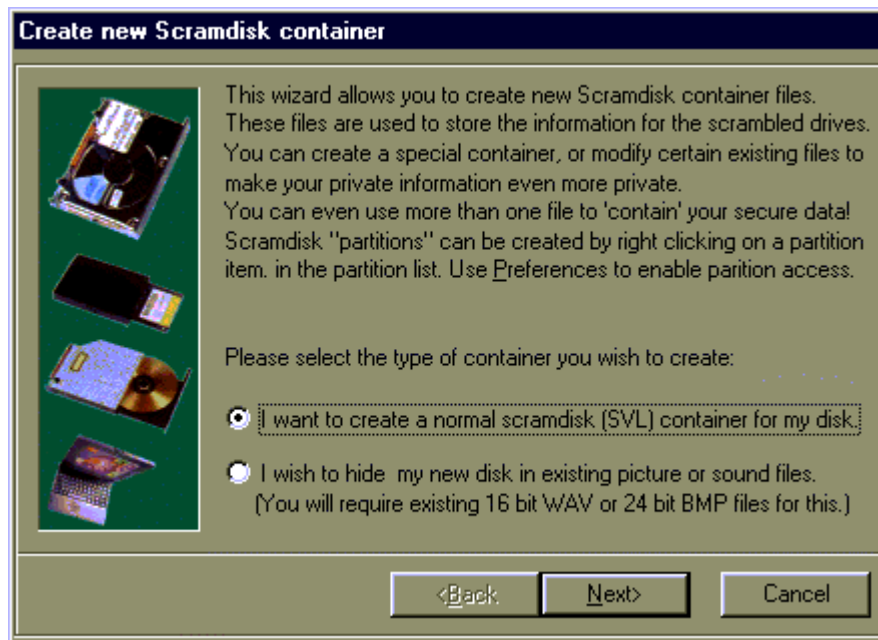 Create new Scramdisk container
This wizard allows you to create new Scramdisk container files.
These files are used to store the information for the scrambled drives.
You can create a special container, or modify certain existing files to
make your private information even more private.
You can even use more than one file to 'contain' your secure data!
Scramdisk "partitions" can be created by right clicking on a partition
item. in the partition list. Use Preferences to enable parition access.
Please select the type of container you wish to create:
I want to create a normal scramdisk (SVL) container for my disk.
I wish to hide my new disk in existing picture or sound files.
(You will require existing 16 bit WAV or 24 bit BMP files for this.)
<Back
Next>
Cancel